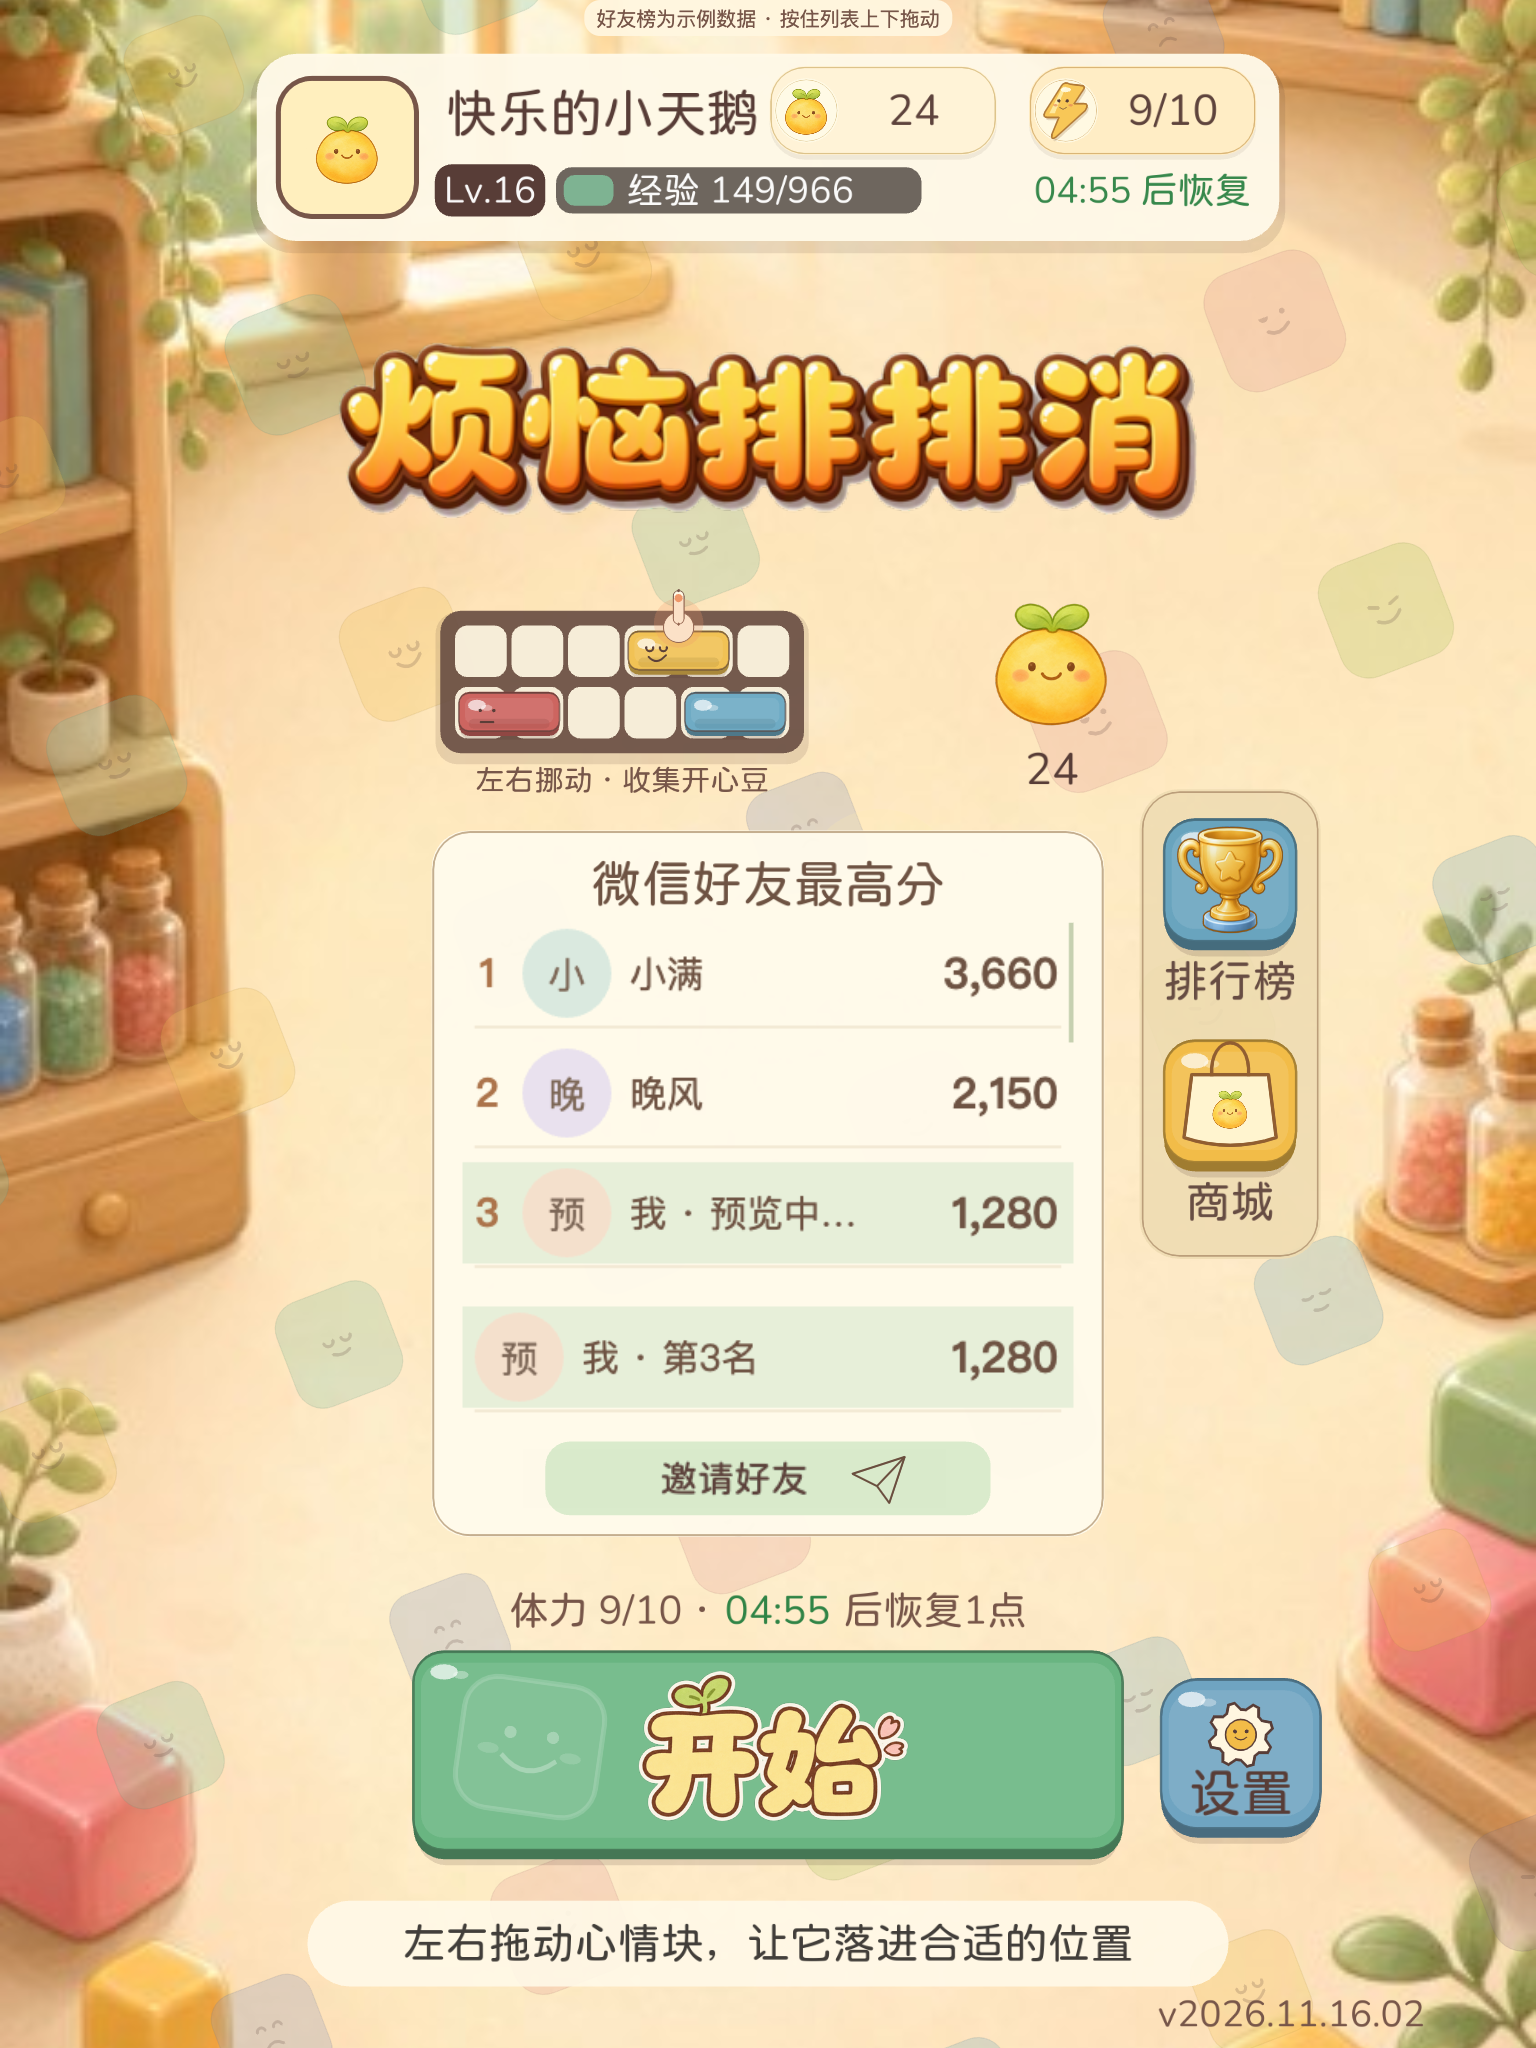 好友榜为示例数据 · 按住列表上下拖动
快乐的小天鹅
24
9/10
Lv.16
经验 149/966
04:55 后恢复
烦恼排排消
左右挪动 · 收集开心豆
24
微信好友最高分
1 小 小满 3,660
2 晚 晚风 2,150
3 预 我 · 预览中... 1,280
预 我 · 第3名 1,280
邀请好友
排行榜
商城
体力 9/10 · 04:55 后恢复1点
开始
设置
左右拖动心情块，让它落进合适的位置
v2026.11.16.02